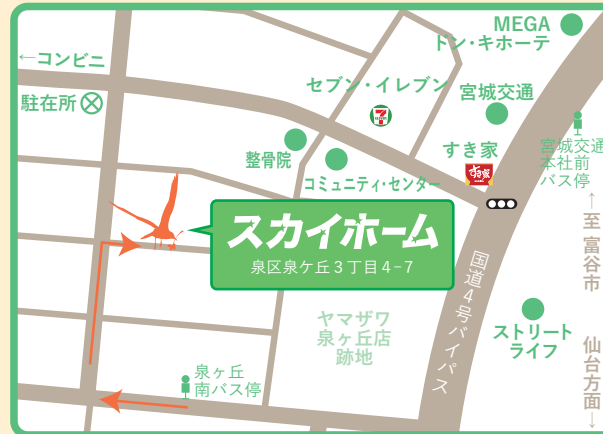 MEGA
ドン・キホーテ
←コンビニ
セブン・イレブン
宮城交通
駐在所
7
整骨院
すき家
すき家
宮城交通
本社前
バス停
コミュニティ・センター
スカイホーム
泉区泉ケ丘3丁目4-7
←至 富谷市
国道4号バイパス
ヤマザワ
泉ヶ丘店
跡地
ストリート
ライフ
仙台方面→
泉ヶ丘
南バス停